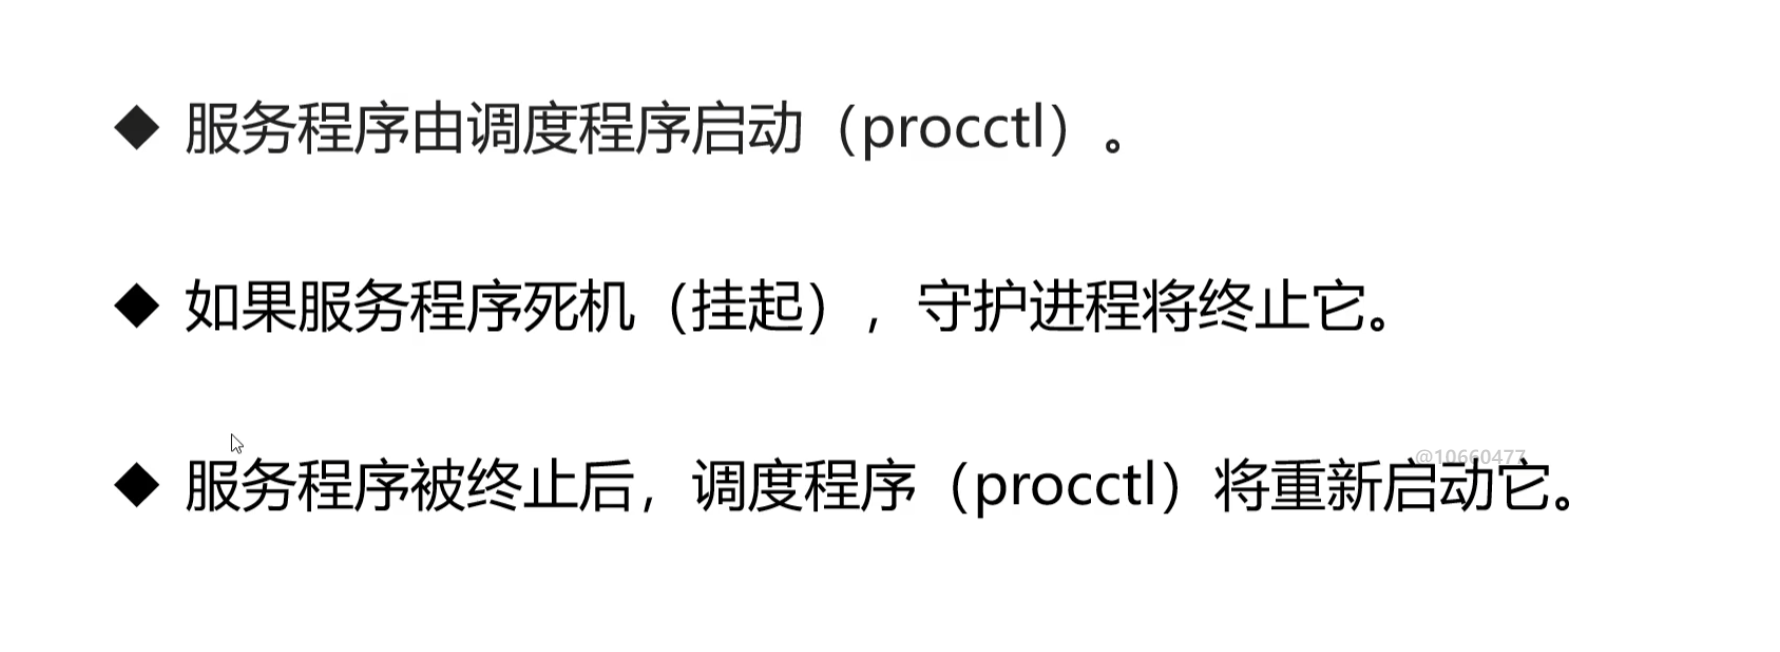 ◆ 服务程序由调度程序启动（procctl）。
◆ 如果服务程序死机（挂起），守护进程将终止它。
@10660477
◆ 服务程序被终止后，调度程序（procctl）将重新启动它。